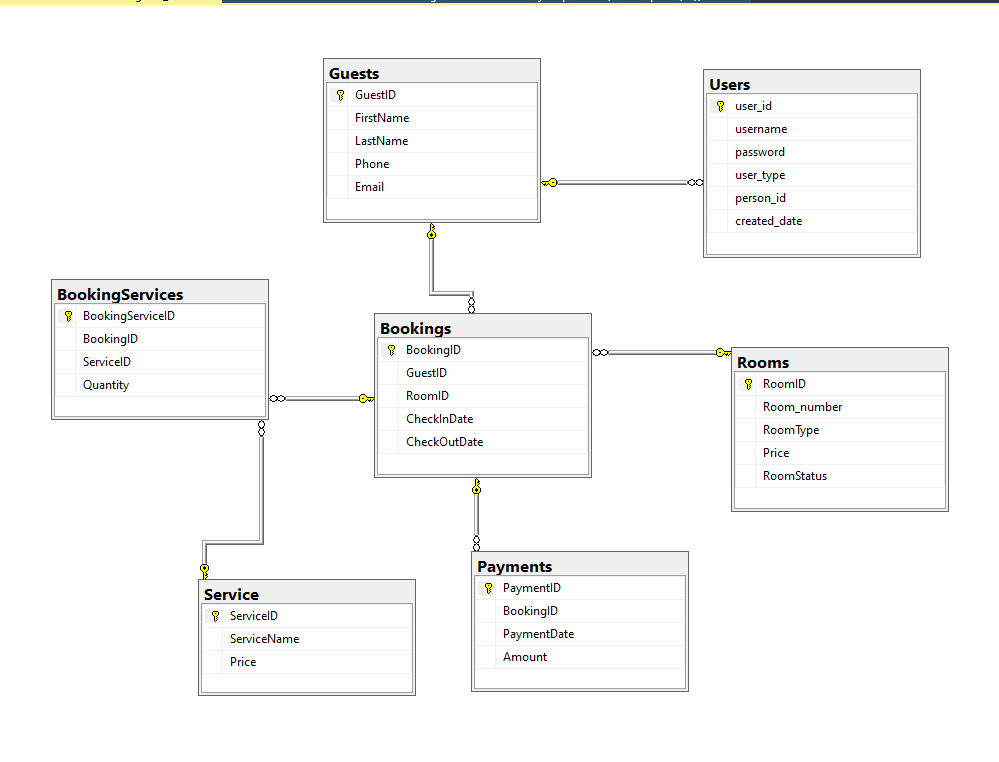 Guests
GuestID
FirstName
LastName
Phone
Email
Users
user_id
username
password
user_type
person_id
created_date
BookingServices
BookingServiceID
BookingID
ServiceID
Quantity
Bookings
BookingID
GuestID
RoomID
CheckInDate
CheckOutDate
Rooms
RoomID
Room_number
RoomType
Price
RoomStatus
Service
ServiceID
ServiceName
Price
Payments
PaymentID
BookingID
PaymentDate
Amount